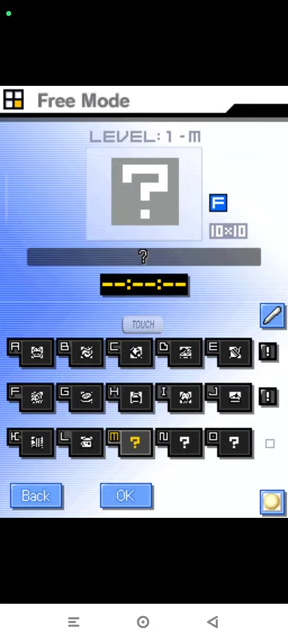 Free Mode
LEVEL: 1 - M
?
F
10×10
?
--:--:--
TOUCH
A B C D E !
F G H I J !
K L M ? N ? O ?
Back OK